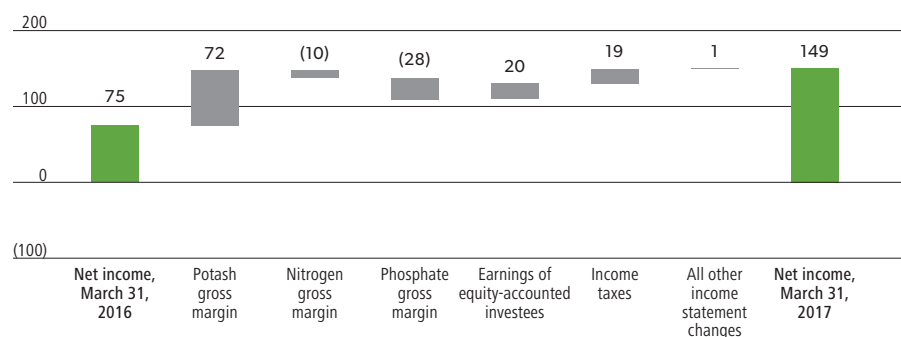 200
72
(10)
(28)
20
19
1
149
75
100
0
(100)
Net income,
March 31,
2016
Potash
gross
margin
Nitrogen
gross
margin
Phosphate
gross
margin
Earnings of
equity-accounted
investees
Income
taxes
All other
income
statement
changes
Net income,
March 31,
2017